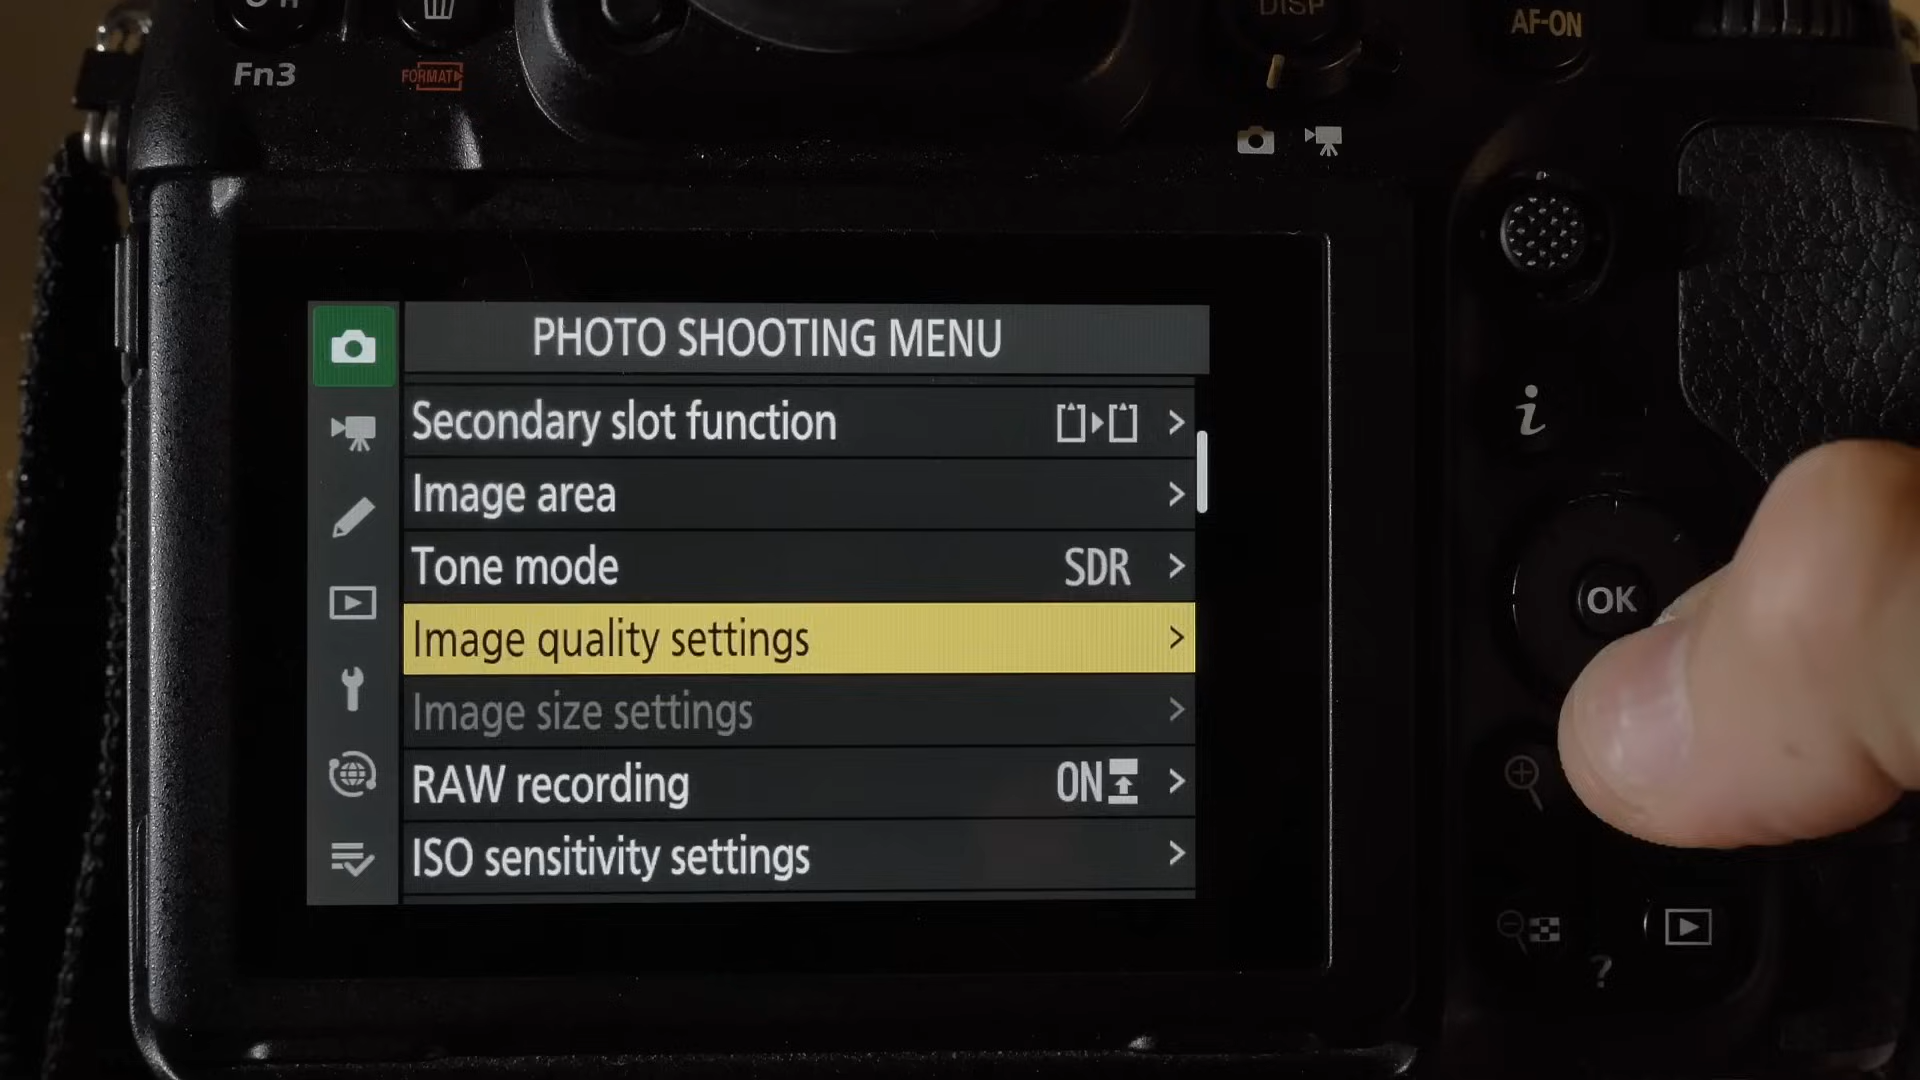 DISP
AF-ON
Fn3
FORMAT
PHOTO SHOOTING MENU
Secondary slot function
Image area
Tone mode SDR
Image quality settings
Image size settings
RAW recording ON
ISO sensitivity settings
i
OK
?